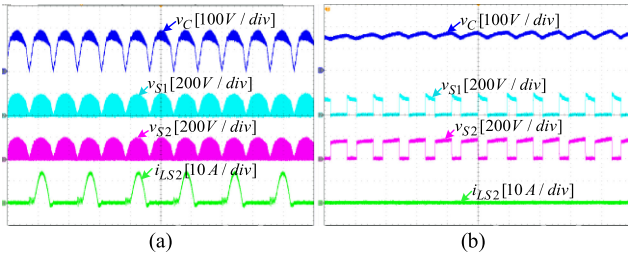 vC [100V / div]
vS1 [200V / div]
vS2 [200V / div]
iLS2 [10 A / div]
(a)
vC [100V / div]
vS1 [200V / div]
vS2 [200V / div]
iLS2 [10 A / div]
(b)